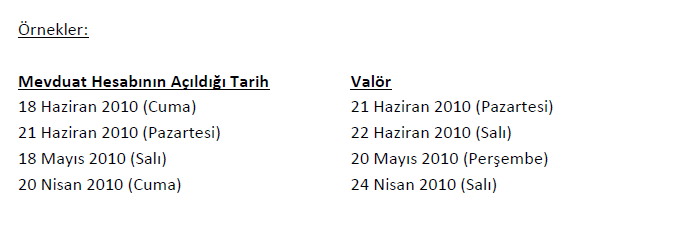 Örnekler:
Mevduat Hesabının Açıldığı Tarih Valör
18 Haziran 2010 (Cuma) 21 Haziran 2010 (Pazartesi)
21 Haziran 2010 (Pazartesi) 22 Haziran 2010 (Salı)
18 Mayıs 2010 (Salı) 20 Mayıs 2010 (Perşembe)
20 Nisan 2010 (Cuma) 24 Nisan 2010 (Salı)